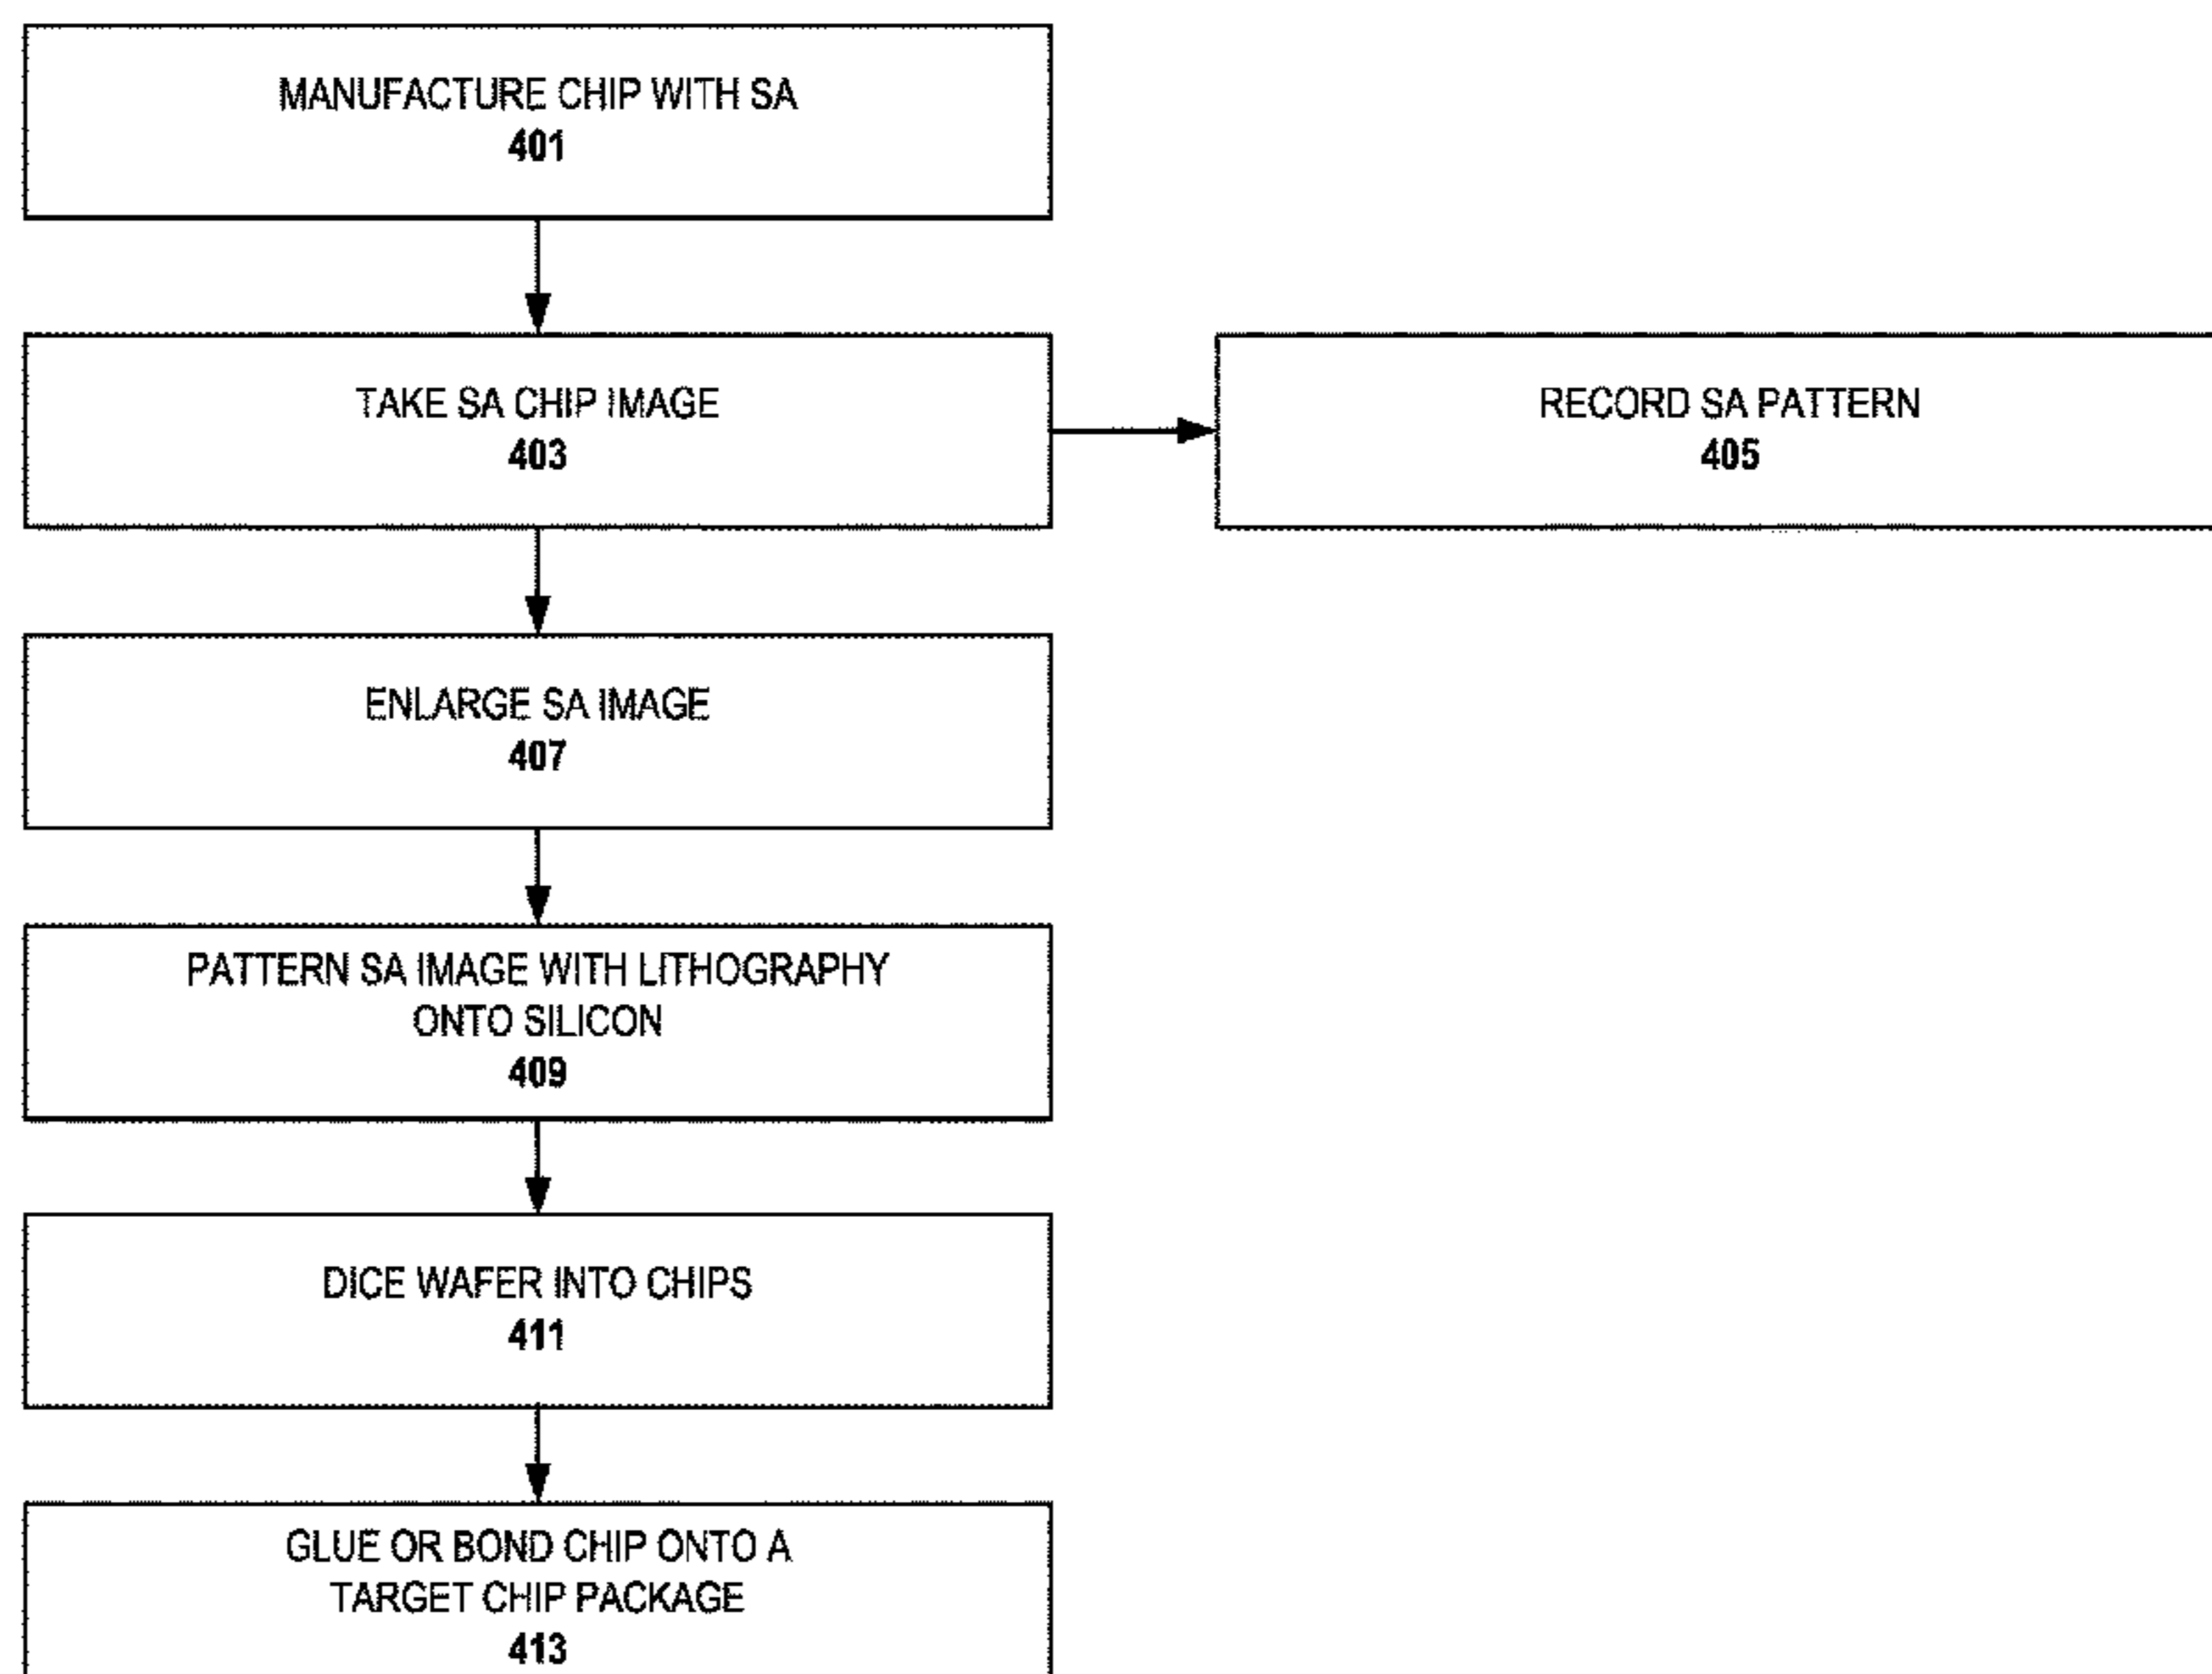 MANUFACTURE CHIP WITH SA
401
TAKE SA CHIP IMAGE
403
RECORD SA PATTERN
405
ENLARGE SA IMAGE
407
PATTERN SA IMAGE WITH LITHOGRAPHY
ONTO SILICON
409
DICE WAFER INTO CHIPS
411
GLUE OR BOND CHIP ONTO A
TARGET CHIP PACKAGE
413